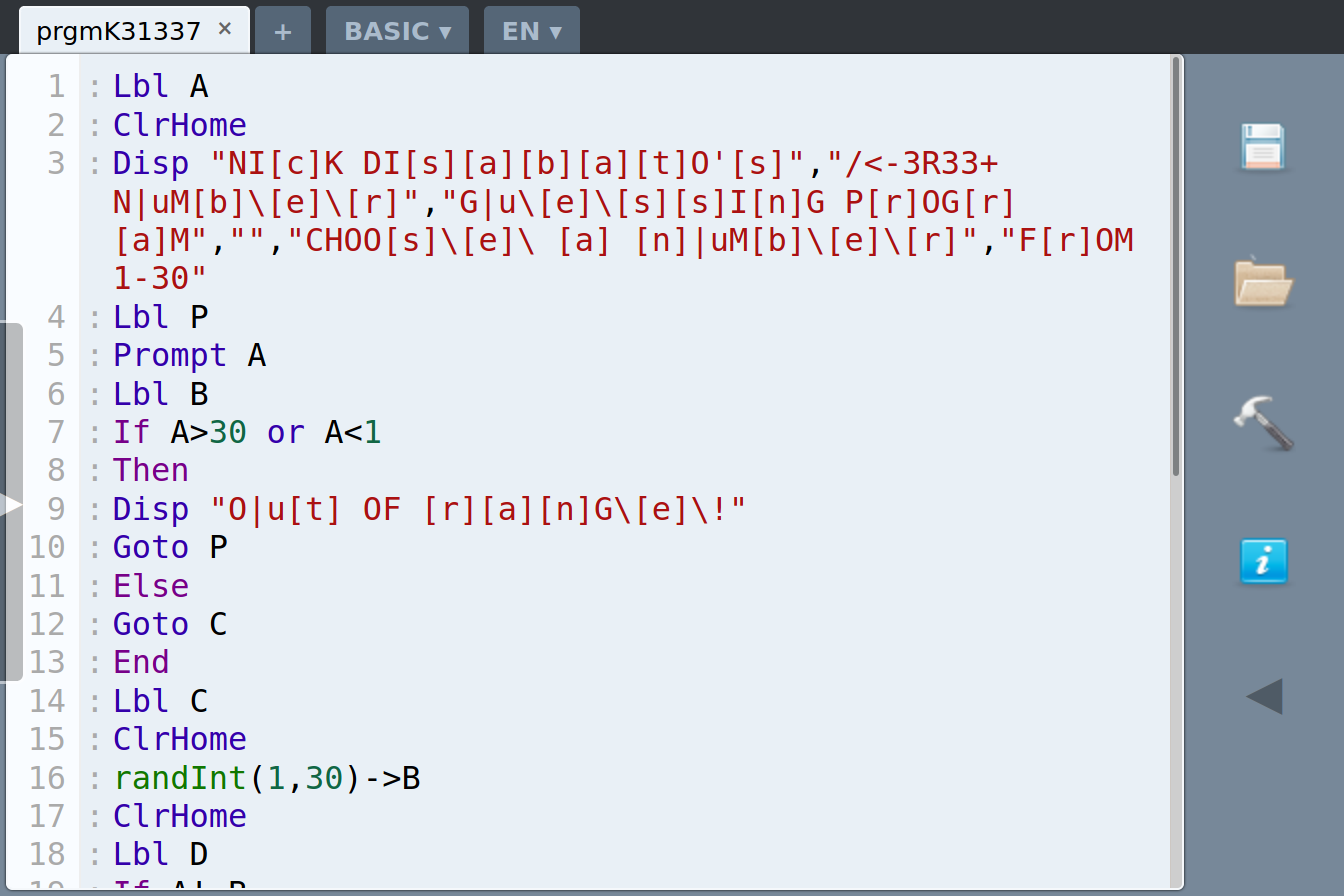 prgmK31337 ×
+
BASIC ▼
EN ▼
1 :Lbl A
2 :ClrHome
3 :Disp "NI[c]K DI[s][a][b][a][t]O'[s]","/<-3R33+
N|uM[b]\[e]\[r]","G|u\[e]\[s][s]I[n]G P[r]OG[r]
[a]M","","CHOO[s]\[e]\ [a] [n]|uM[b]\[e]\[r]","F[r]OM
1-30"
4 :Lbl P
5 :Prompt A
6 :Lbl B
7 :If A>30 or A<1
8 :Then
9 :Disp "O|u[t] OF [r][a][n]G\[e]\!"
10 :Goto P
11 :Else
12 :Goto C
13 :End
14 :Lbl C
15 :ClrHome
16 :randInt(1,30)->B
17 :ClrHome
18 :Lbl D